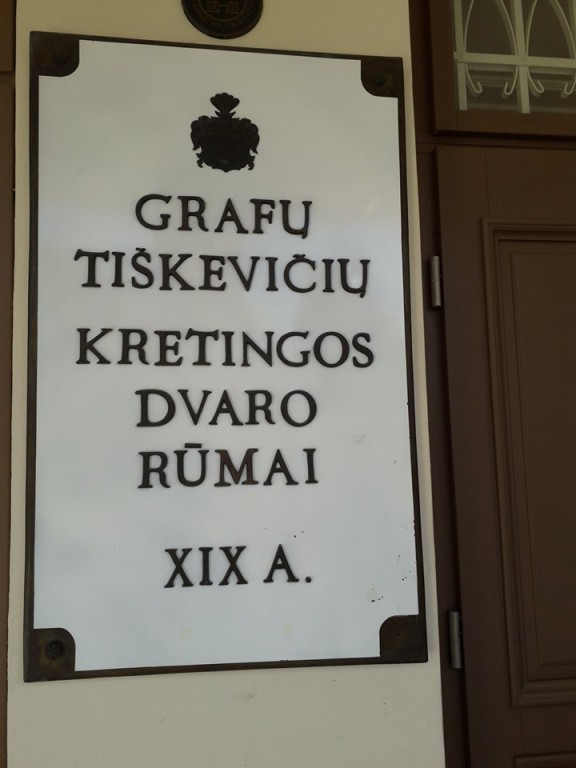 GRAFŲ
TIŠKEVIČIŲ
KRETINGOS
DVARO
RŪMAI
XIX A.